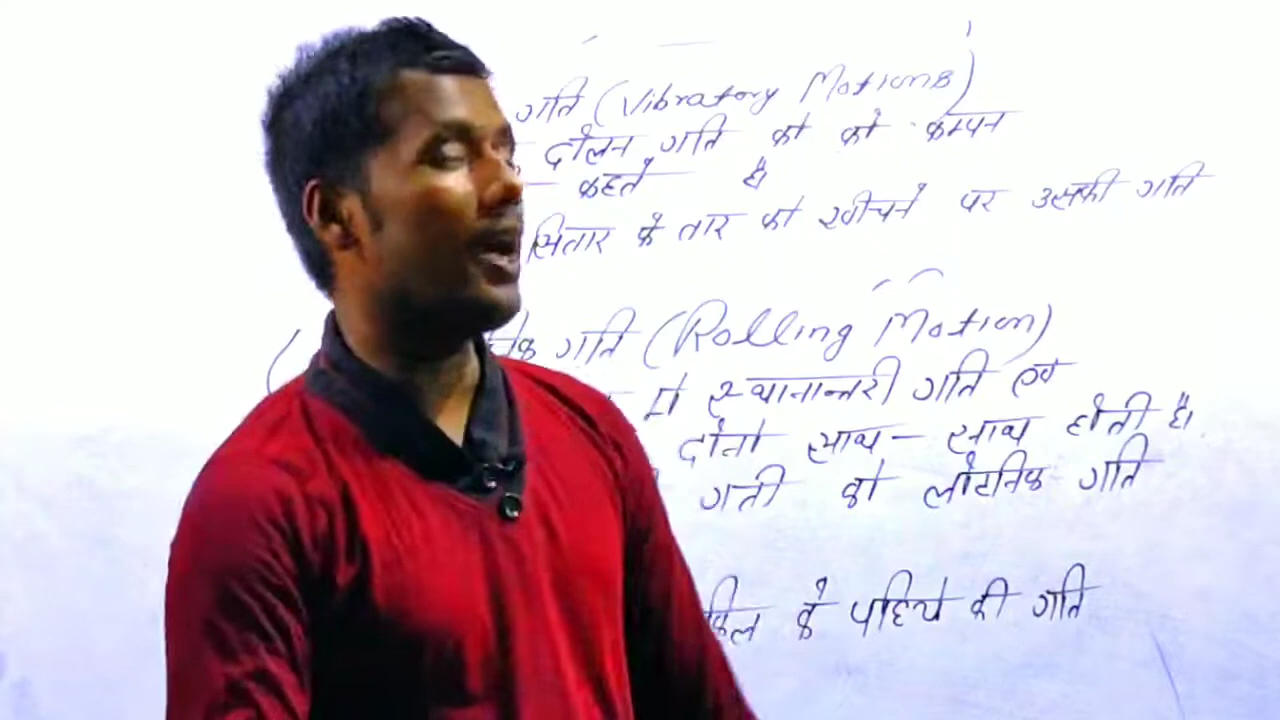 गति (Vibratory Motions)
दोलन गति को को कम्पन
कहते है।
सितार के तार को खीचने पर उसकी गति
गति (Rolling Motion)
मे स्थानान्तरी गति एवं
दोनो साथ - साथ होती है।
गती को लोटनिक गति
के पहिये की गति